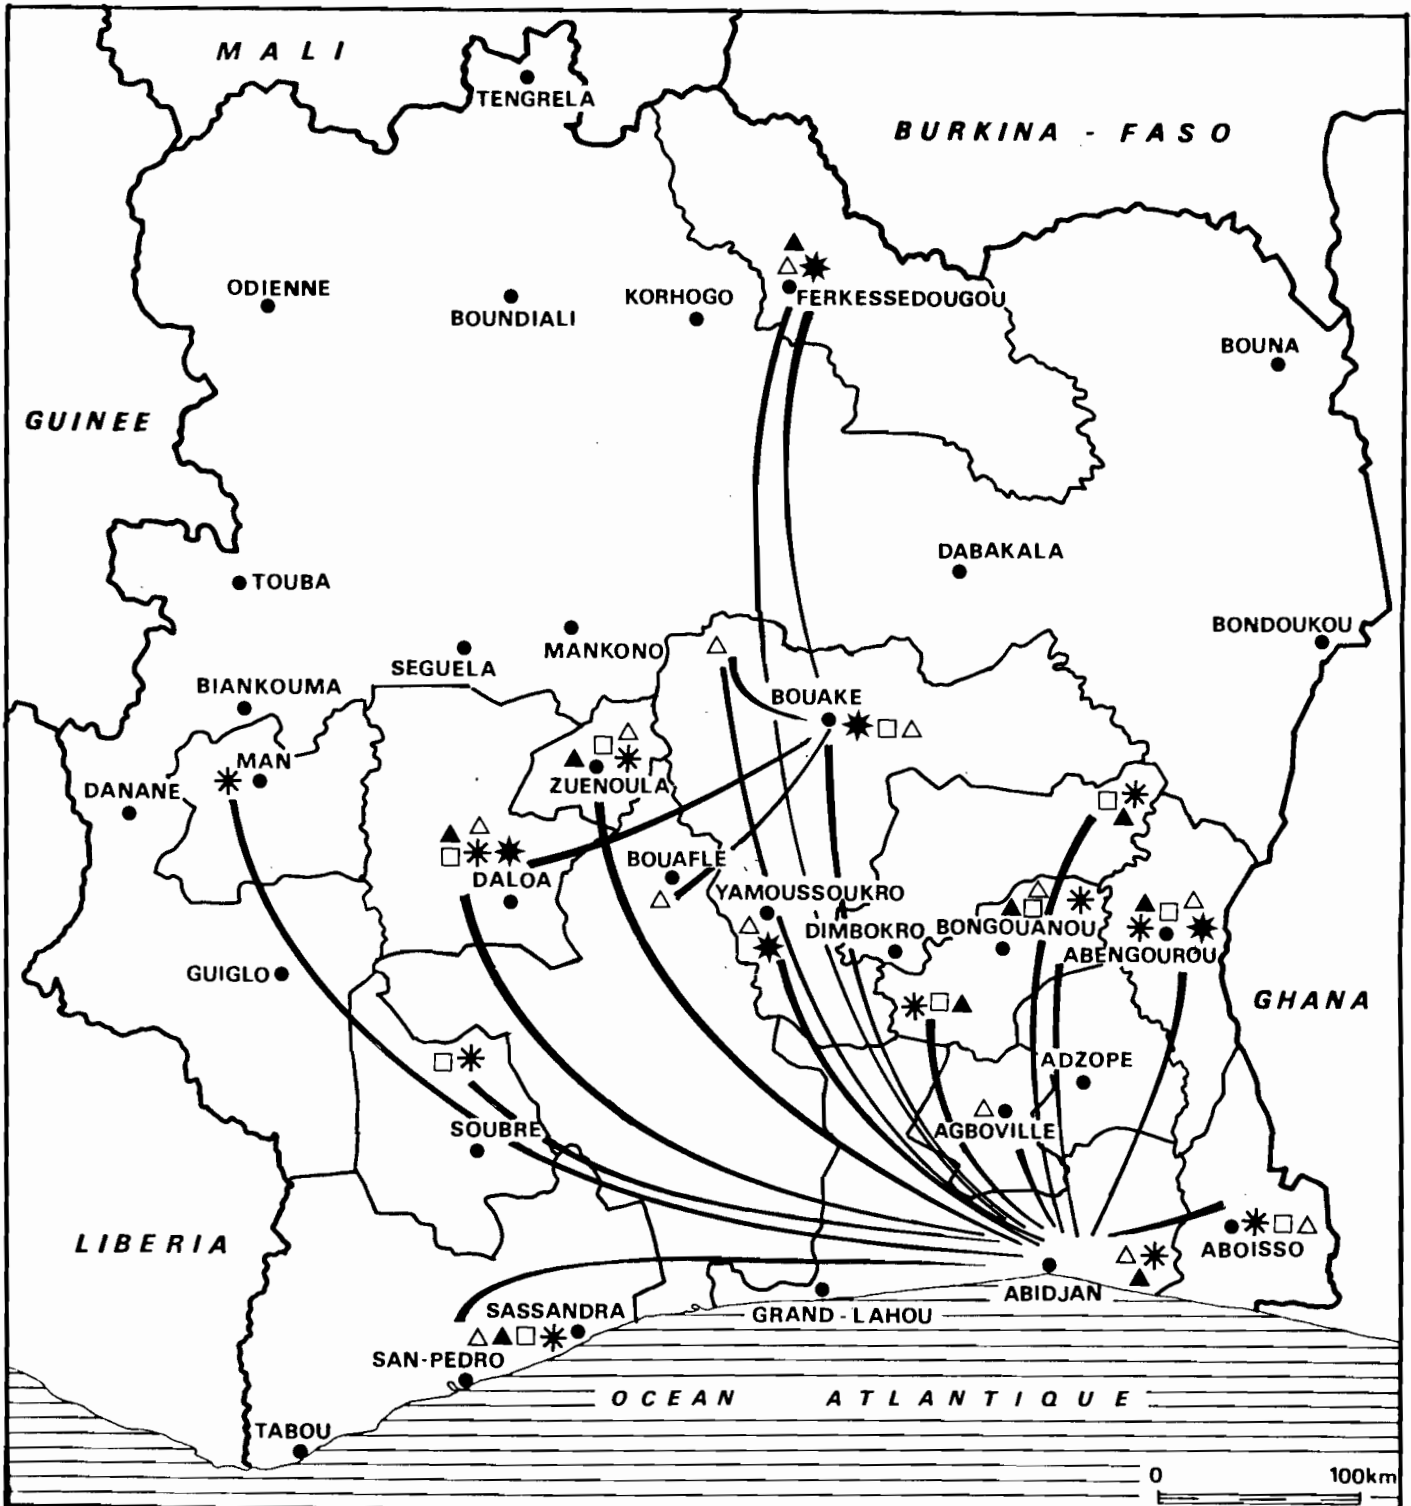 MALI
TENGRELA
BURKINA - FASO
ODIENNE
BOUNDIALI
KORHOGO
FERKESSEDOUGOU
BOUNA
GUINEE
DABAKALA
TOUBA
BONDOUKOU
MANKONO
SEGUELA
BIANKOUMA
BOUAKE
MAN
DANANE
ZUENOULA
BOUAFLE
DALOA
YAMOUSSOUKRO
DIMBOKRO
BONGOUANOU
ABENGOUROU
GUIGLO
GHANA
ADZOPE
SOUBRE
AGBOVILLE
LIBERIA
ABOISSO
ABIDJAN
SASSANDRA
GRAND - LAHOU
SAN-PEDRO
OCEAN ATLANTIQUE
TABOU
0 100km